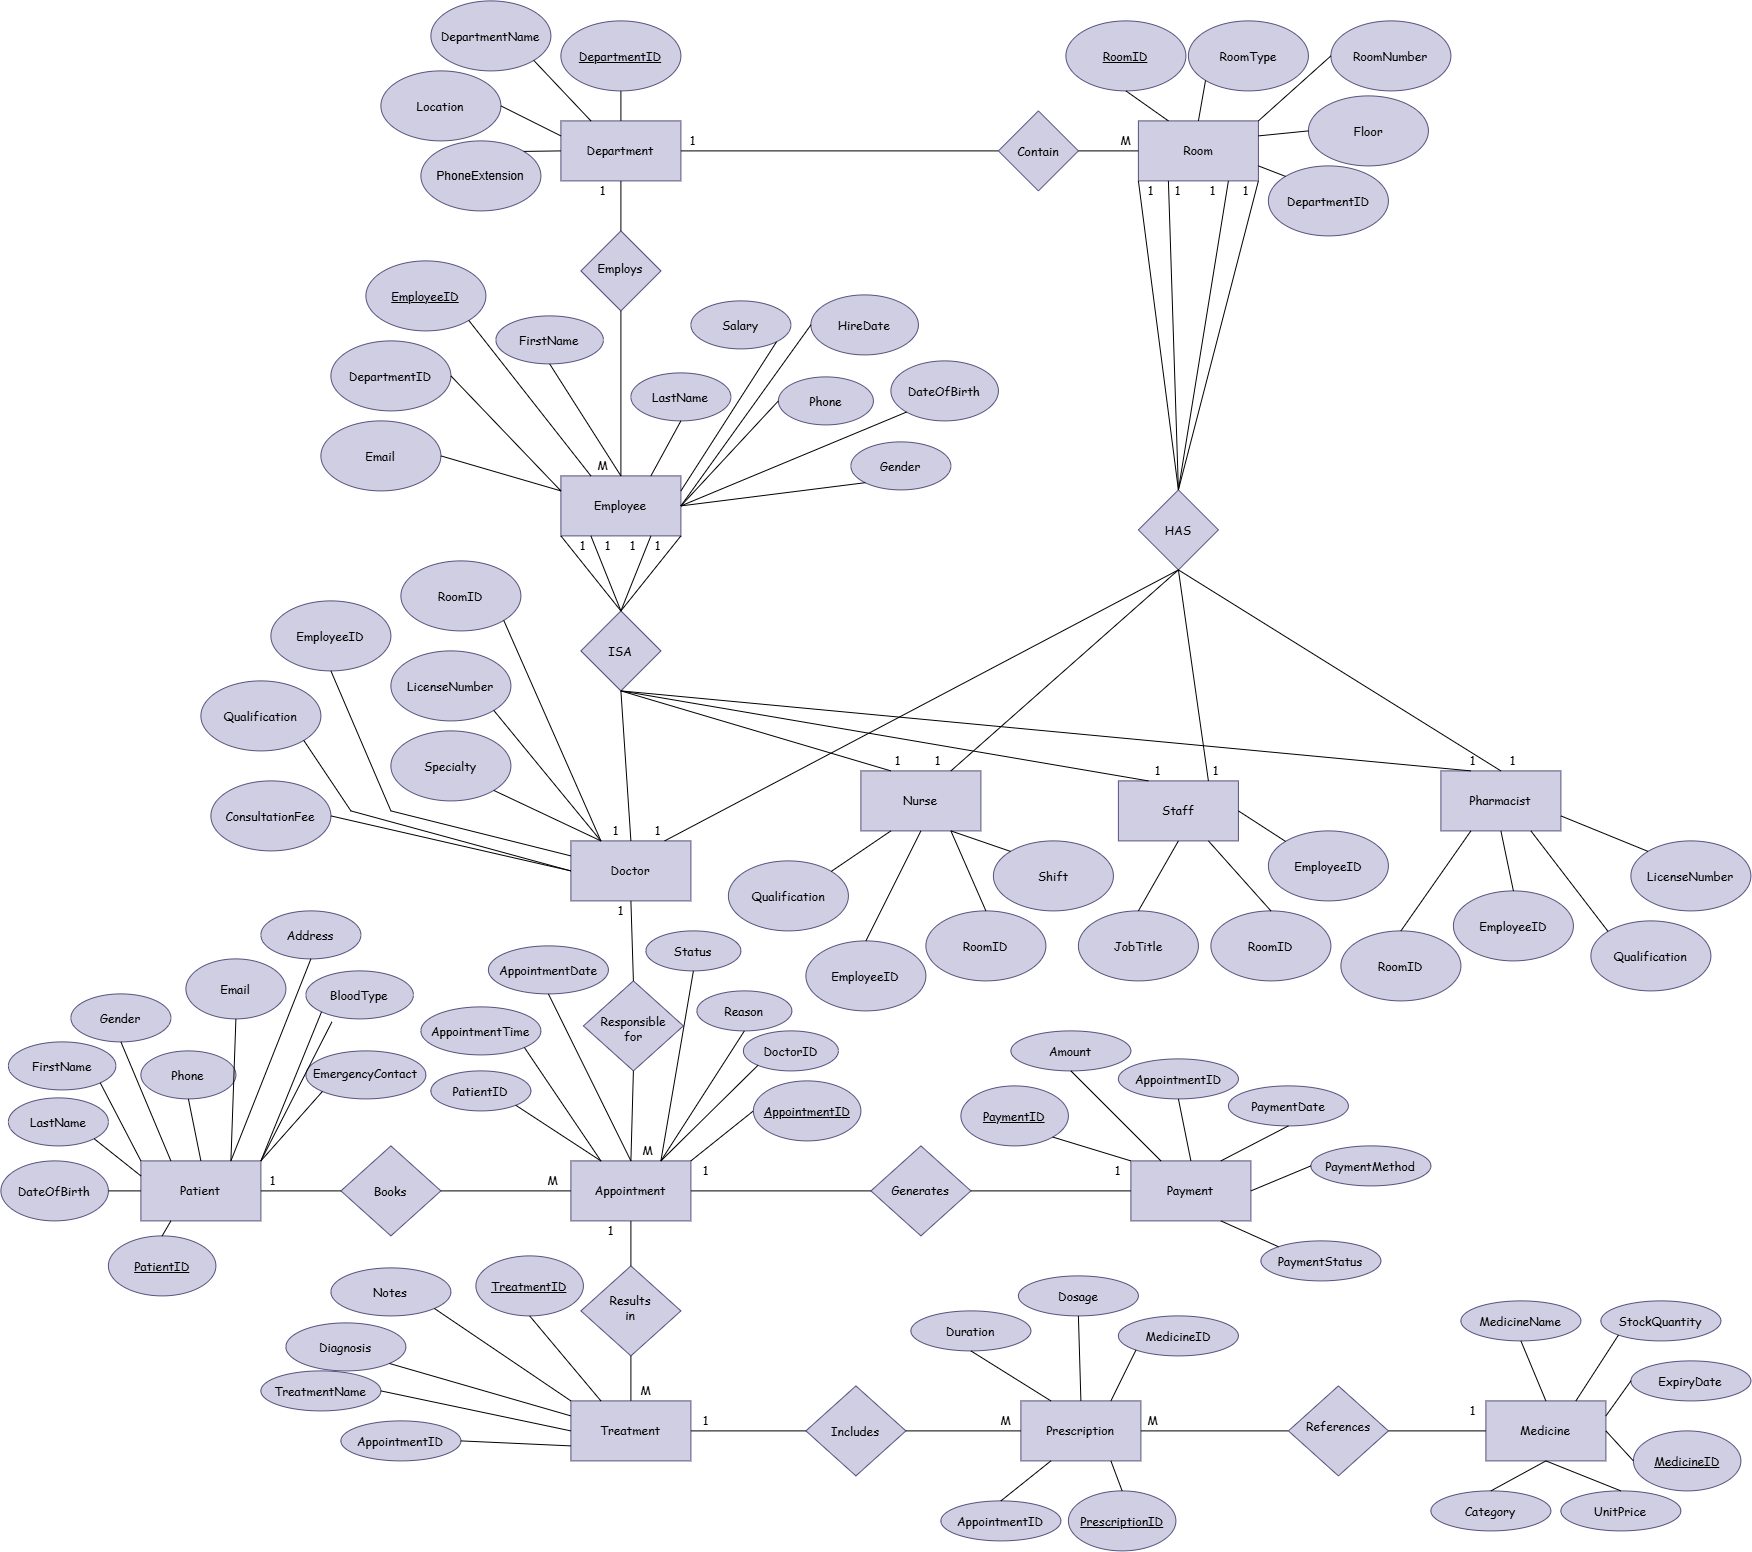 DepartmentName
DepartmentID
RoomID
RoomType
RoomNumber
Location
Floor
Department
1
Contain
M
Room
PhoneExtension
1
1
1
1
1
DepartmentID
Employs
EmployeeID
FirstName
Salary
HireDate
DepartmentID
LastName
Phone
DateOfBirth
Email
Gender
M
Employee
1
1
1
1
HAS
RoomID
EmployeeID
ISA
LicenseNumber
Qualification
Specialty
ConsultationFee
1
1
1
1
1
1
1
1
Nurse
Staff
Pharmacist
Doctor
1
Qualification
Shift
EmployeeID
LicenseNumber
RoomID
EmployeeID
JobTitle
RoomID
EmployeeID
RoomID
Qualification
Address
Status
AppointmentDate
Email
BloodType
Gender
Reason
Responsible
for
AppointmentTime
FirstName
Phone
EmergencyContact
DoctorID
PatientID
AppointmentID
Amount
AppointmentID
PaymentID
PaymentDate
LastName
M
PaymentMethod
DateOfBirth
Patient
1
Books
M
Appointment
1
Generates
1
Payment
1
PatientID
PaymentStatus
Notes
TreatmentID
Results
in
Dosage
Duration
MedicineID
MedicineName
StockQuantity
Diagnosis
TreatmentName
M
ExpiryDate
AppointmentID
Treatment
1
Includes
M
Prescription
M
References
1
Medicine
MedicineID
AppointmentID
PrescriptionID
Category
UnitPrice